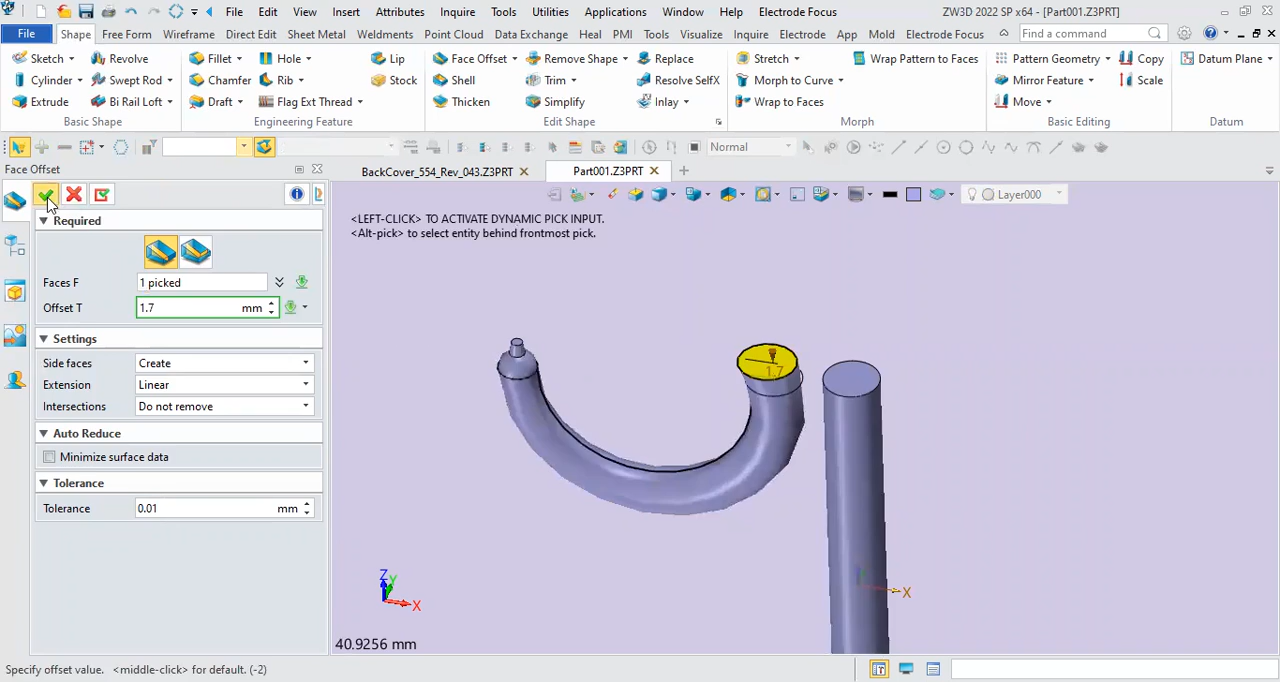 File Edit View Insert Attributes Inquire Tools Utilities Applications Window Help Electrode Focus ZW3D 2022 SP x64 - [Part001.Z3PRT]
File Shape Free Form Wireframe Direct Edit Sheet Metal Weldments Point Cloud Data Exchange Heal PMI Tools Visualize Inquire Electrode App Mold Electrode Focus Find a command
Sketch Revolve Fillet Hole Lip Face Offset Remove Shape Replace Stretch Wrap Pattern to Faces Pattern Geometry Copy Datum Plane
Cylinder Swept Rod Chamfer Rib Stock Shell Trim Resolve SelfX Morph to Curve Mirror Feature Scale
Extrude Bi Rail Loft Draft Flag Ext Thread Thicken Simplify Inlay Wrap to Faces Move
Basic Shape Engineering Feature Edit Shape Morph Basic Editing Datum
Normal
Face Offset BackCover_554_Rev_043.Z3PRT Part001.Z3PRT
Layer000
Required
<LEFT-CLICK> TO ACTIVATE DYNAMIC PICK INPUT.
<Alt-pick> to select entity behind frontmost pick.
Faces F 1 picked
Offset T 1.7 mm
Settings
Side faces Create
Extension Linear
Intersections Do not remove
Auto Reduce
Minimize surface data
Tolerance
Tolerance 0.01 mm
1.7
Z
Y
X
X
40.9256 mm
Specify offset value. <middle-click> for default. (-2)